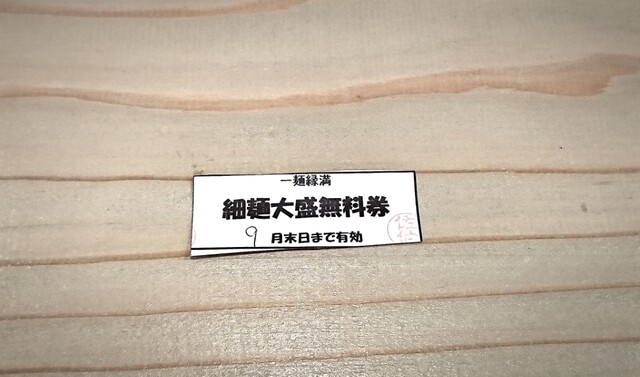 一麺縁満
細麺大盛無料券
9 月末日まで有効